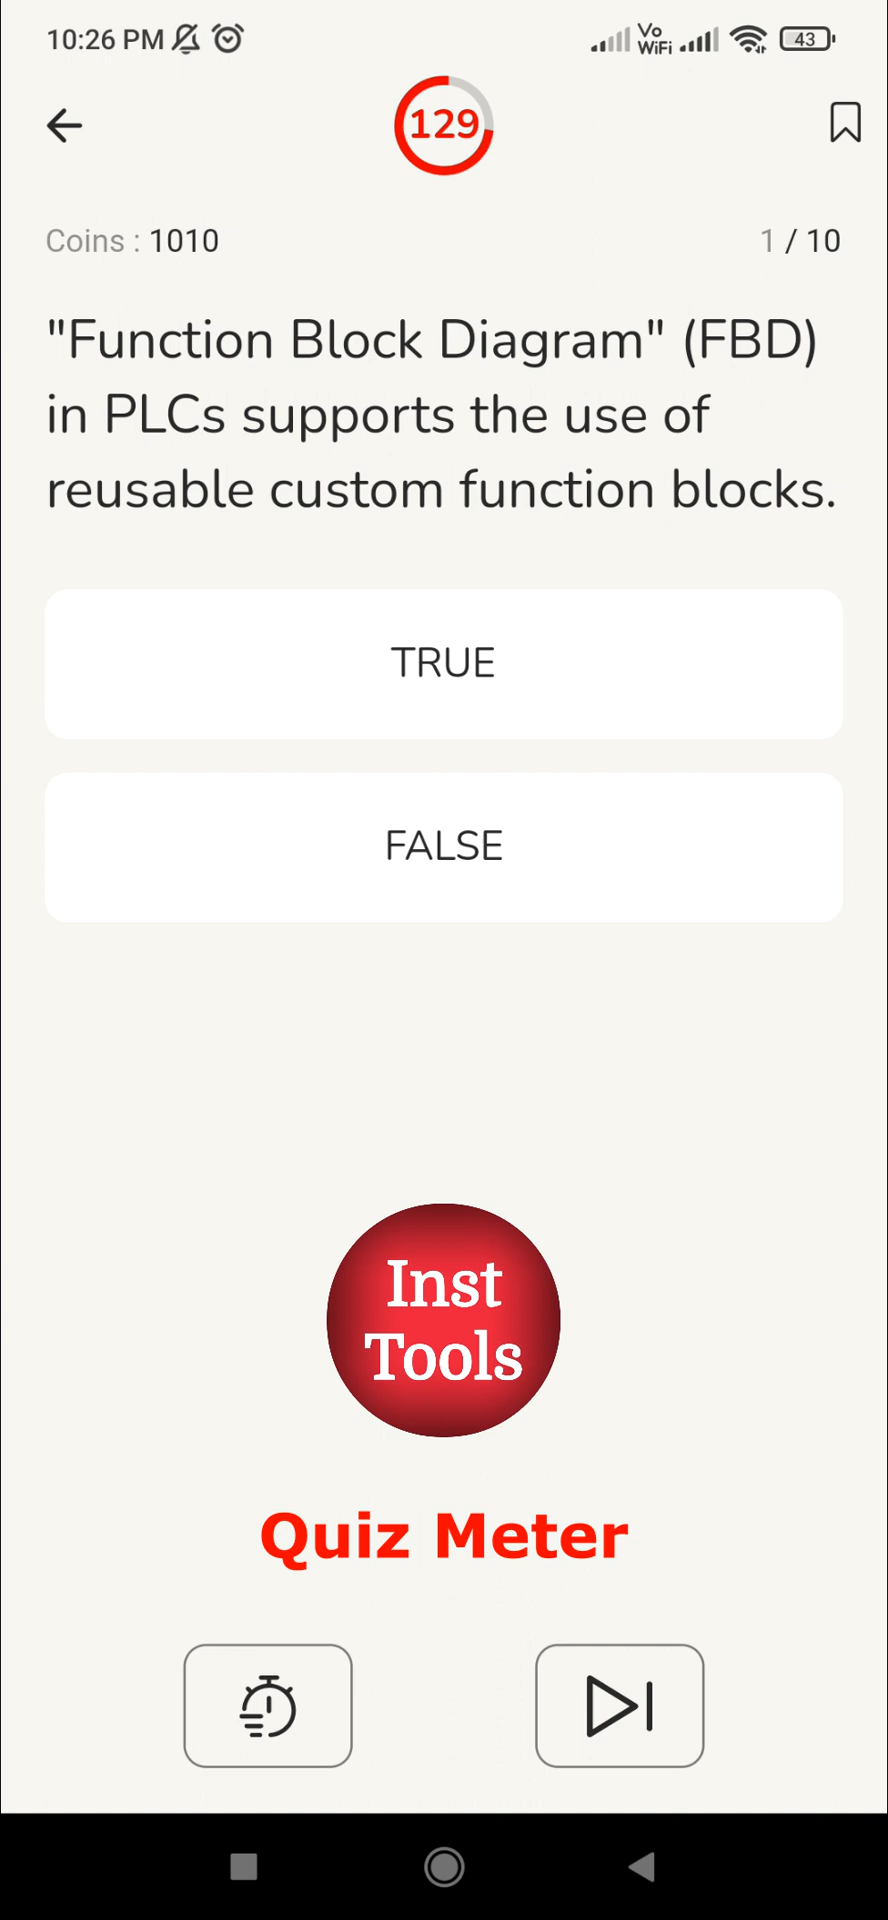 10:26 PM Vo WiFi 43
129
Coins : 1010 1 / 10
"Function Block Diagram" (FBD)
in PLCs supports the use of
reusable custom function blocks.
TRUE
FALSE
Inst
Tools
Quiz Meter